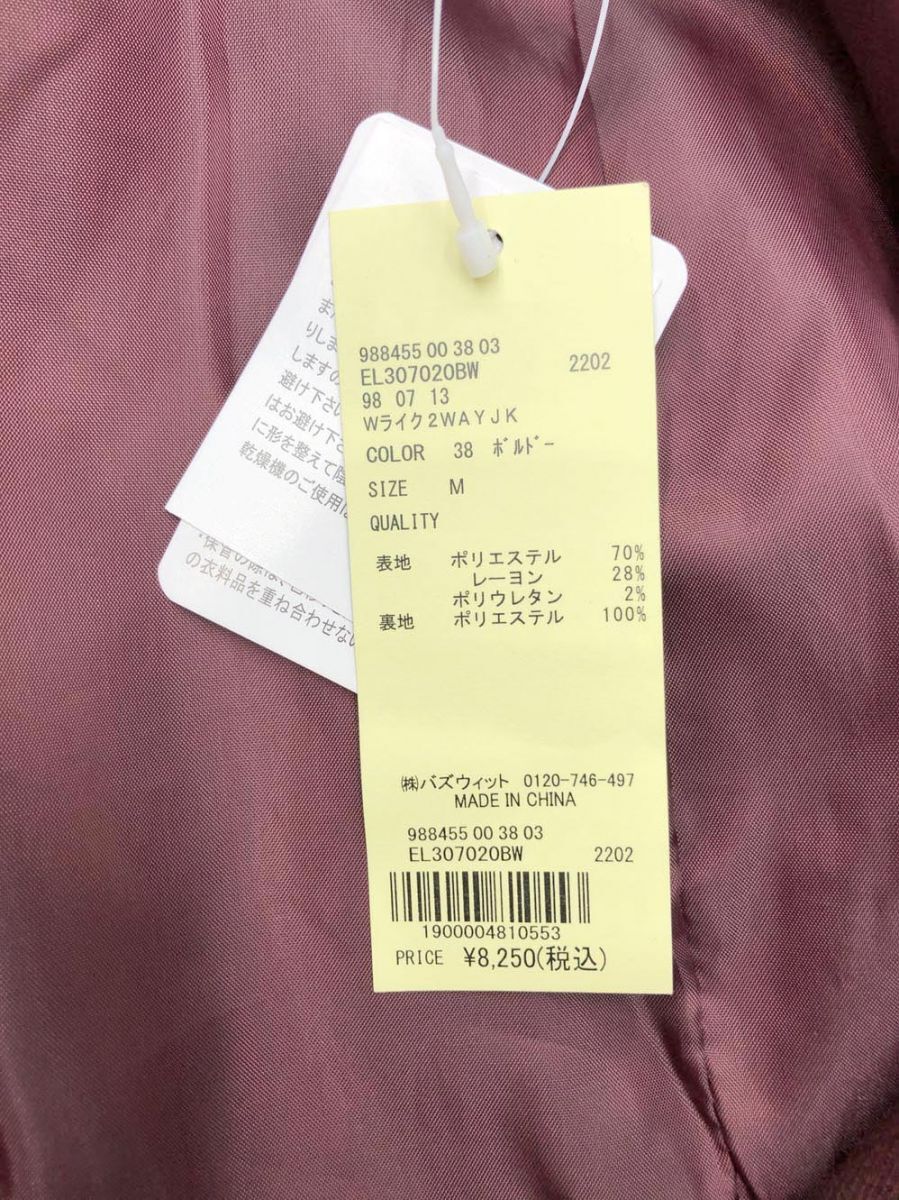 988455 00 38 03
EL307020BW 2202
98 07 13
Wライク2WAYJK
COLOR 38 ボルドー
SIZE M
QUALITY
表地 ポリエステル 70%
レーヨン 28%
ポリウレタン 2%
裏地 ポリエステル 100%
㈱バズウィット 0120-746-497
MADE IN CHINA
988455 00 38 03
EL307020BW 2202
1900004810553
PRICE ¥8,250(税込)
りしま
しますの
避け下さい
はお避け下さ
に形を整えて陰
乾燥機のご使用は
の衣料品を重ね合わせない